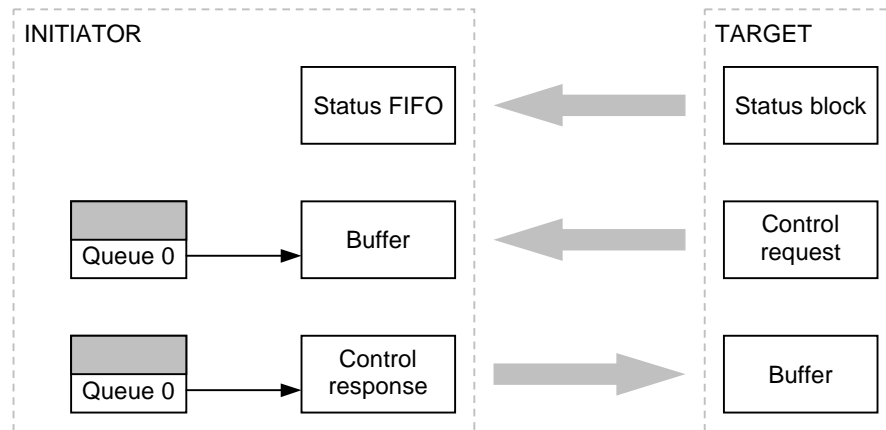 INITIATOR
TARGET
Status FIFO
Status block
Queue 0
Buffer
Control
request
Queue 0
Control
response
Buffer